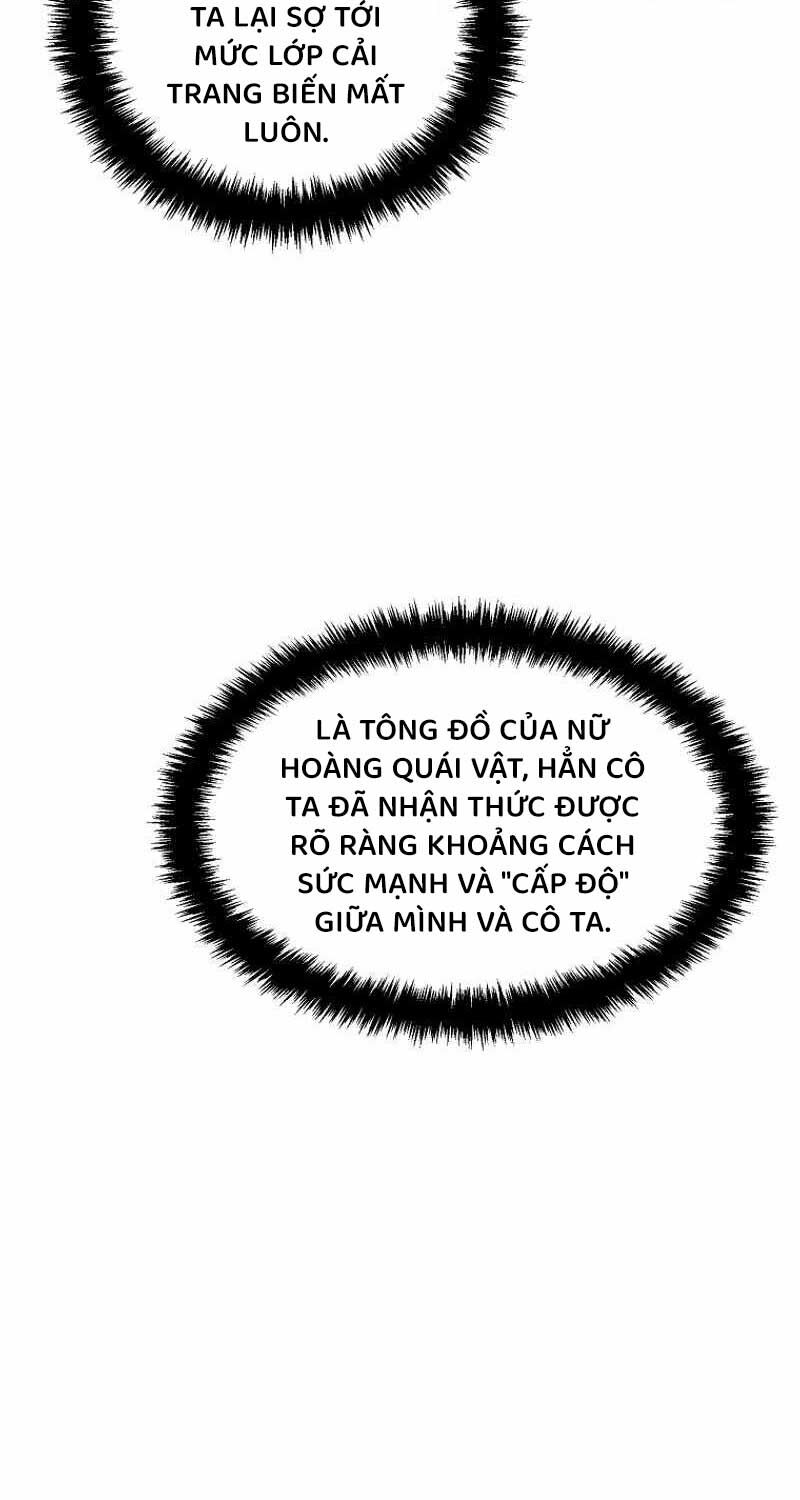 TA LẠI SỢ TỚI
MỨC LỚP CẢI
TRANG BIẾN MẤT
LUÔN.
LÀ TÔNG ĐỒ CỦA NỮ
HOÀNG QUÁI VẬT, HẲN CÔ
TA ĐÃ NHẬN THỨC ĐƯỢC
RÕ RÀNG KHOẢNG CÁCH
SỨC MẠNH VÀ "CẤP ĐỘ"
GIỮA MÌNH VÀ CÔ TA.